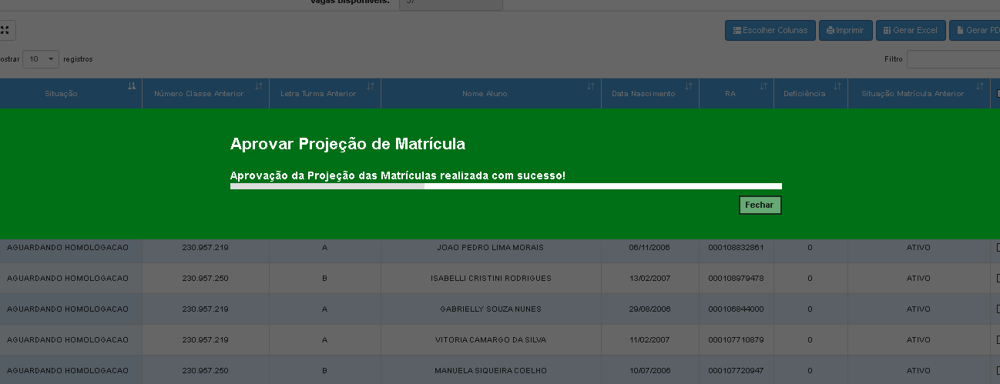 Vagas Disponíveis: 37
Escolher Colunas Imprimir Gerar Excel Gerar PD
ostrar 10 registros Filtro
Situação Número Classe Anterior Letra Turma Anterior Nome Aluno Data Nascimento RA Deficiência Situação Matrícula Anterior
Aprovar Projeção de Matrícula
Aprovação da Projeção das Matrículas realizada com sucesso!
Fechar
AGUARDANDO HOMOLOGACAO 230.957.219 A JOAO PEDRO LIMA MORAIS 06/11/2006 000108832861 0 ATIVO
AGUARDANDO HOMOLOGACAO 230.957.250 B ISABELLI CRISTINI RODRIGUES 13/02/2007 000108979478 0 ATIVO
AGUARDANDO HOMOLOGACAO 230.957.219 A GABRIELLY SOUZA NUNES 29/08/2006 000106844000 0 ATIVO
AGUARDANDO HOMOLOGACAO 230.957.219 A VITORIA CAMARGO DA SILVA 11/02/2007 000107710879 0 ATIVO
AGUARDANDO HOMOLOGACAO 230.957.250 B MANUELA SIQUEIRA COELHO 10/07/2006 000107720947 0 ATIVO